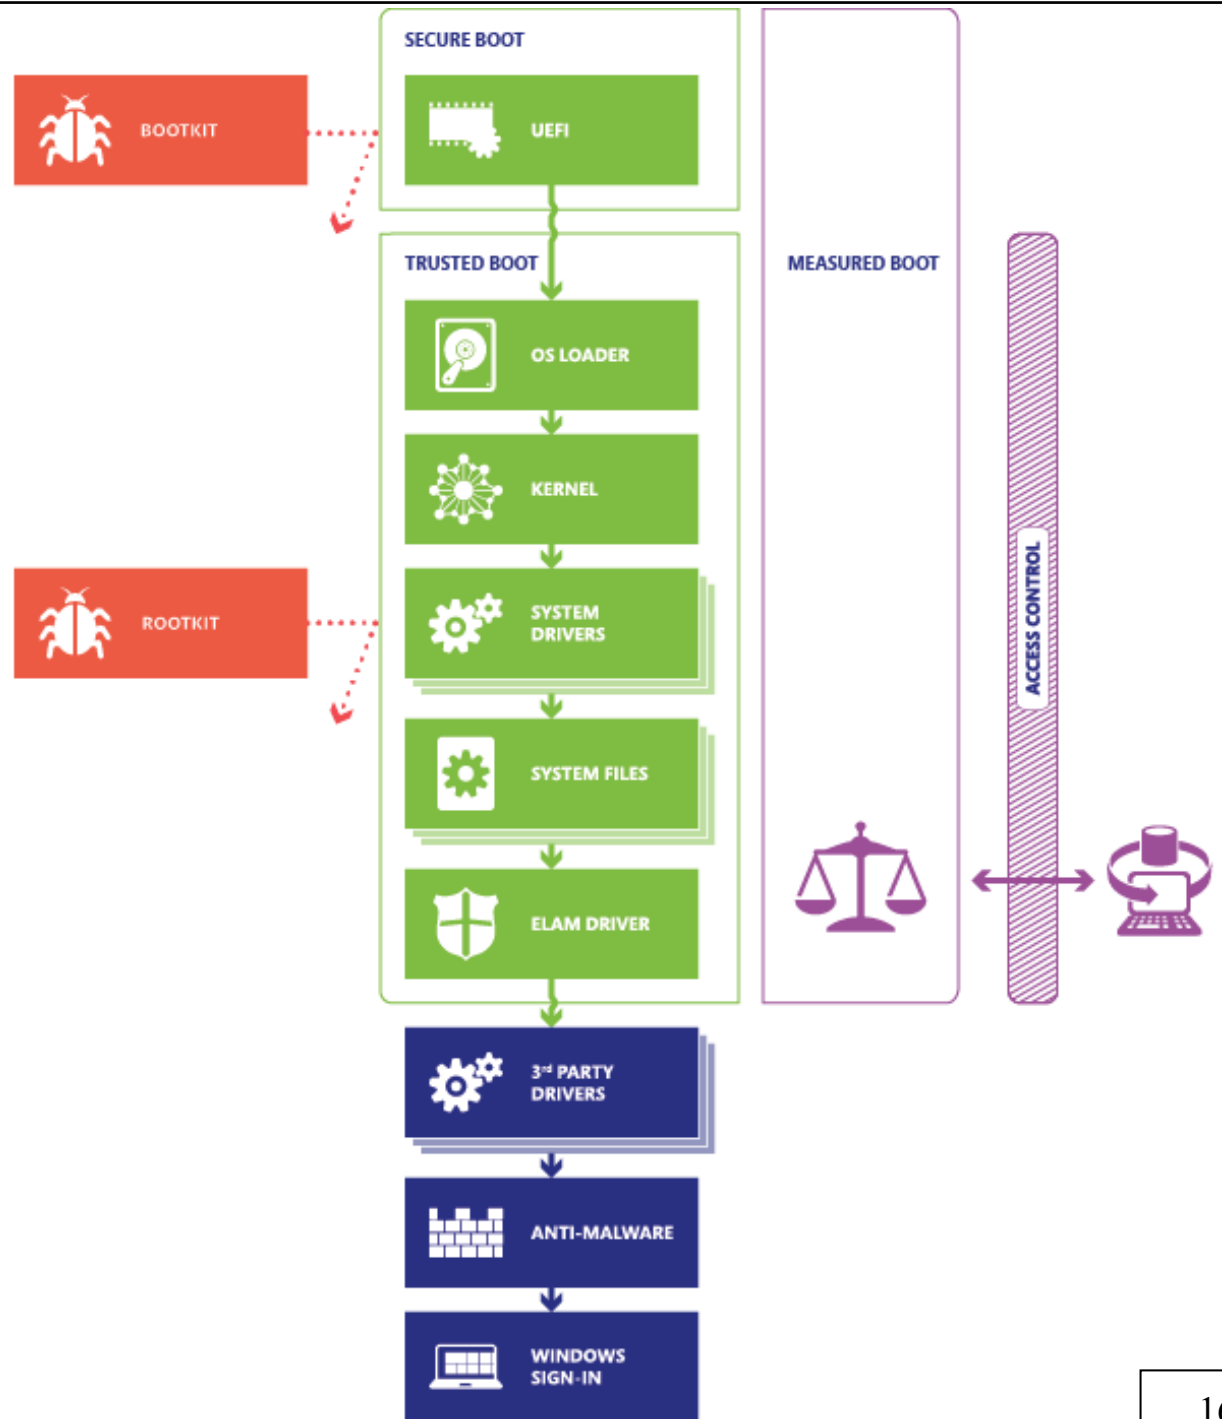 SECURE BOOT
BOOTKIT
UEFI
TRUSTED BOOT
MEASURED BOOT
OS LOADER
KERNEL
ROOTKIT
SYSTEM
DRIVERS
ACCESS CONTROL
SYSTEM FILES
ELAM DRIVER
3rd PARTY
DRIVERS
ANTI-MALWARE
WINDOWS
SIGN-IN